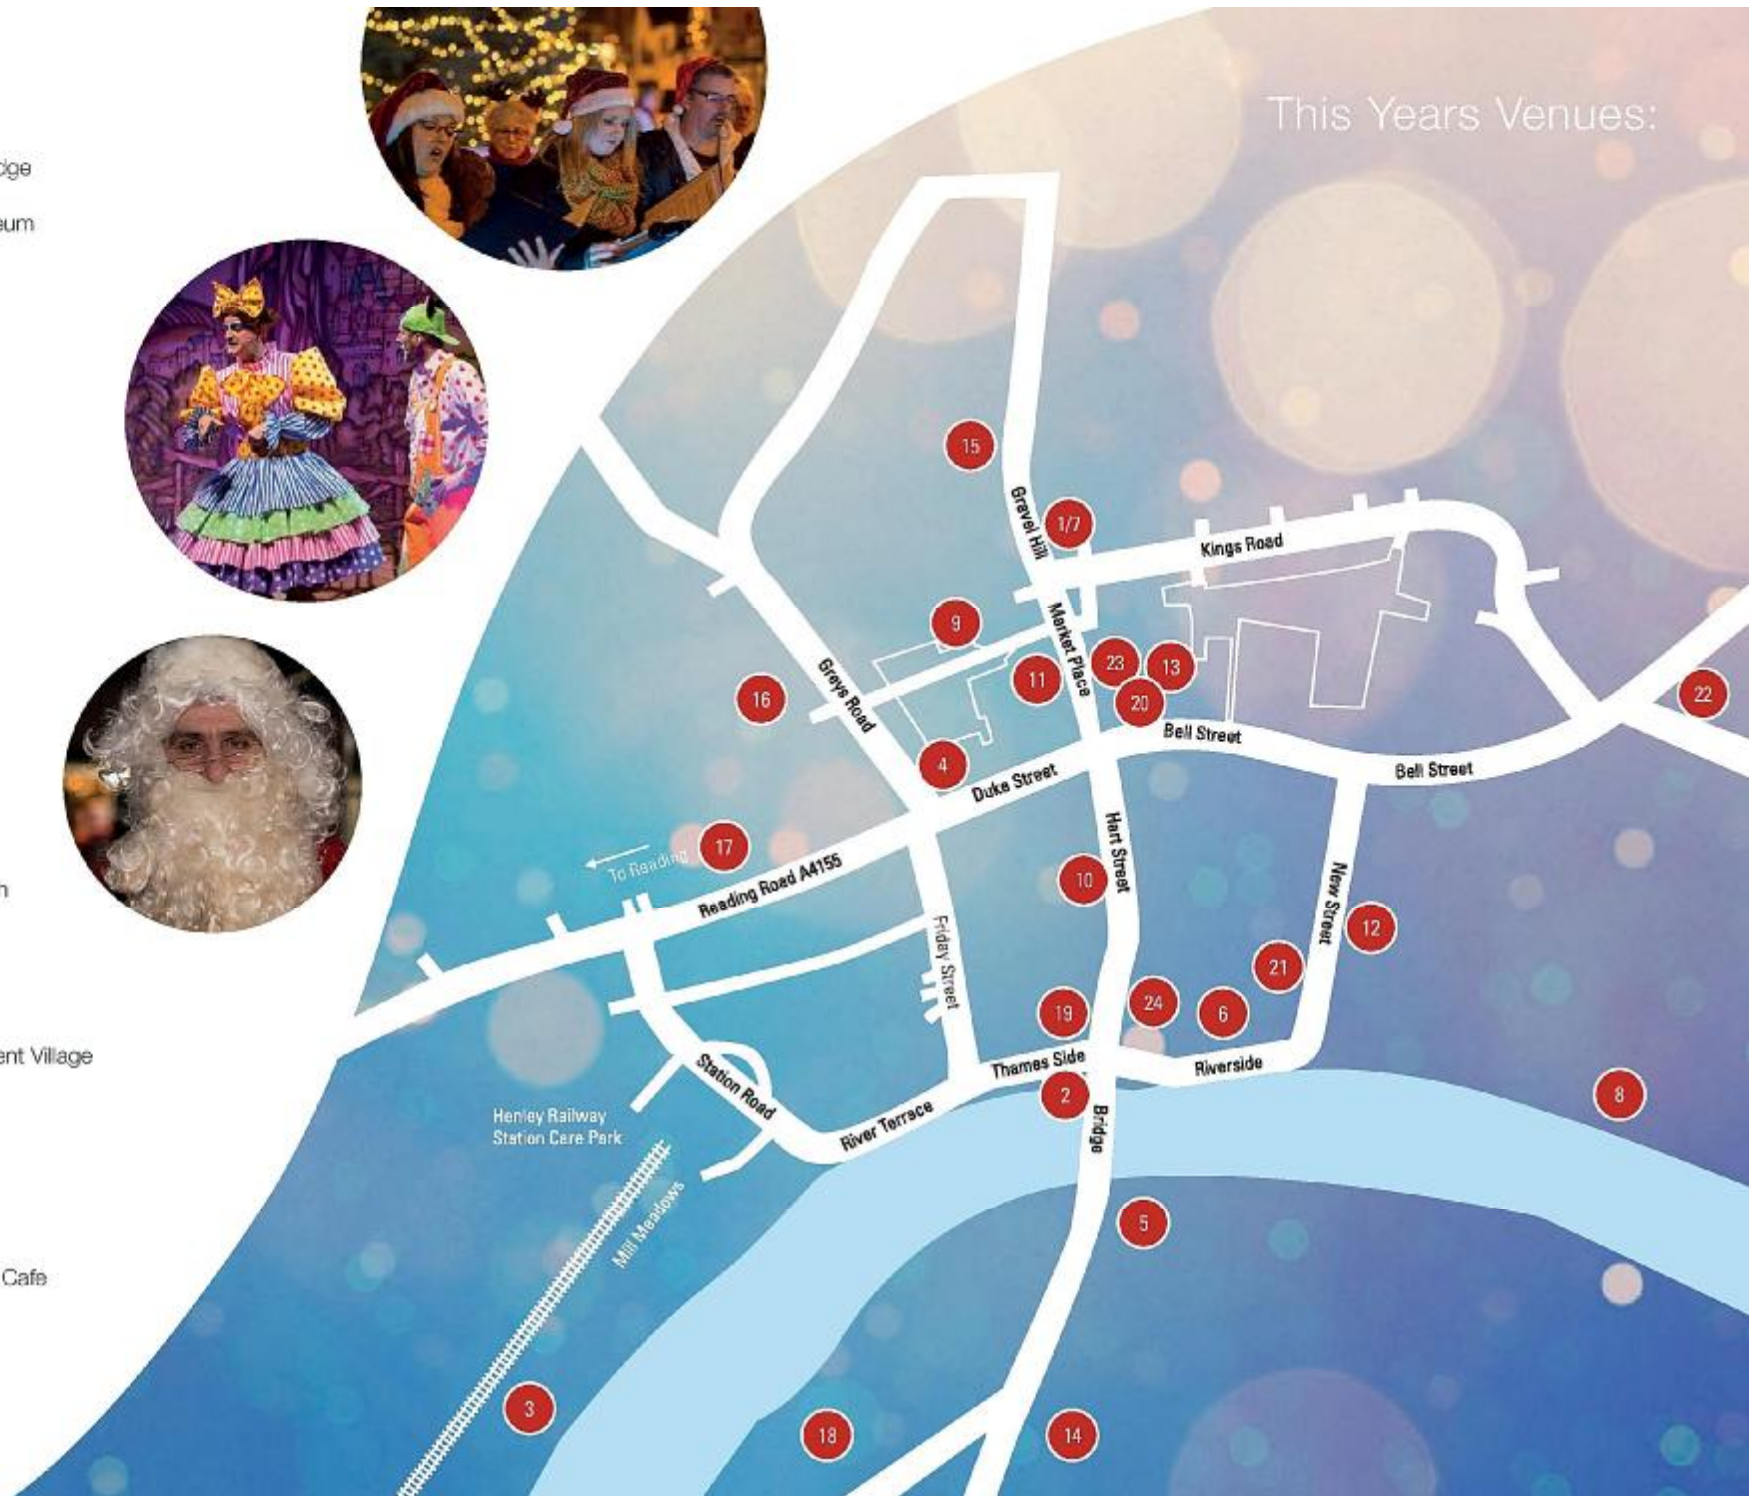 This Years Venues:
dge
eum
h
ent Village
Cafe
15
Gravel Hill
1/7
Kings Road
9
Market Place
23
13
11
20
16
Greys Road
22
Bell Street
Bell Street
4
Duke Street
17
To Reading
Reading Road A4155
Hart Street
10
New Street
12
Friday Street
21
19
24
6
Thames Side
Riverside
Station Road
2
8
Henley Railway
Station Care Park
River Terrace
Bridge
Mill Meadows
5
3
18
14